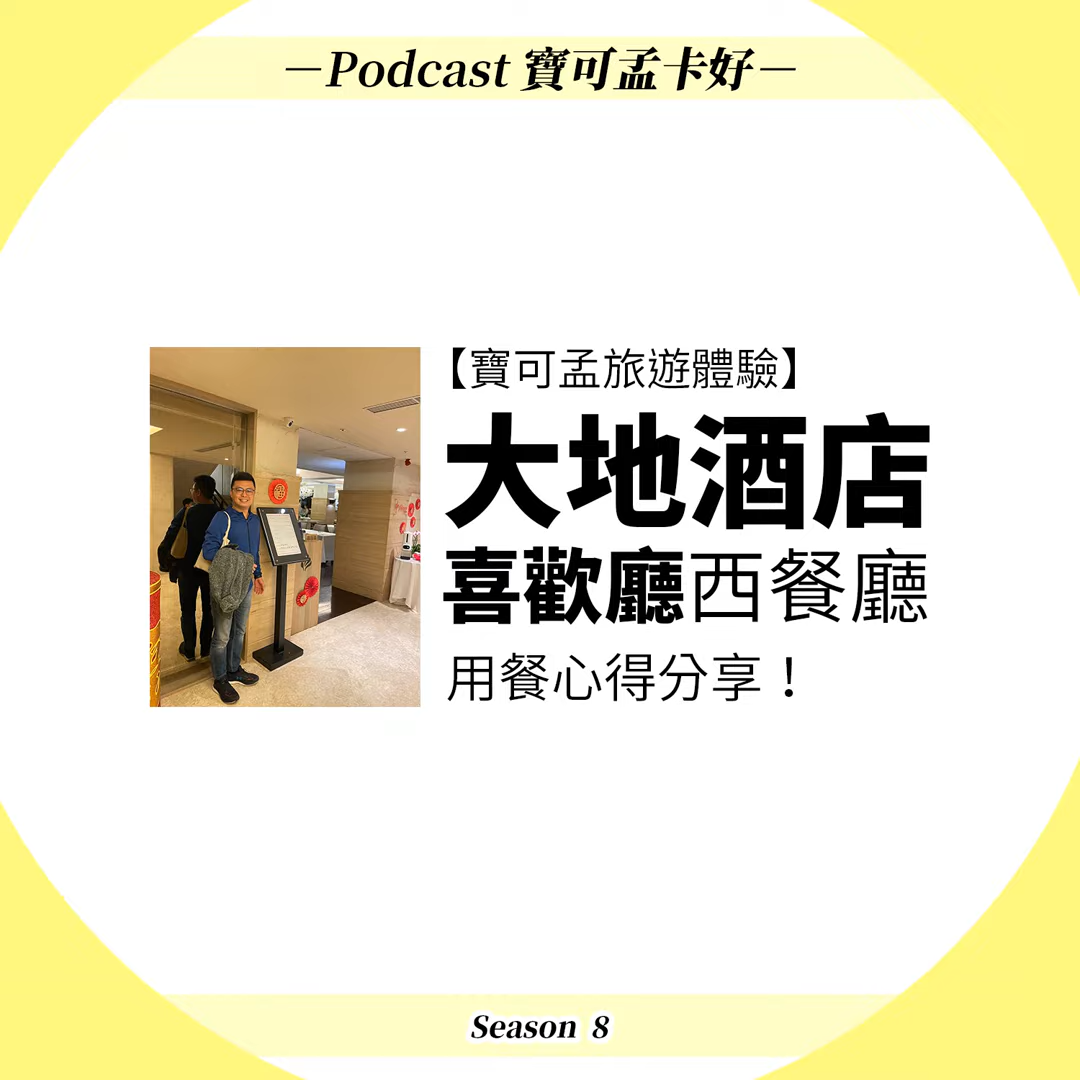 －Podcast 寶可孟卡好－
【寶可孟旅遊體驗】
大地酒店
喜歡廳西餐廳
用餐心得分享！
Season 8